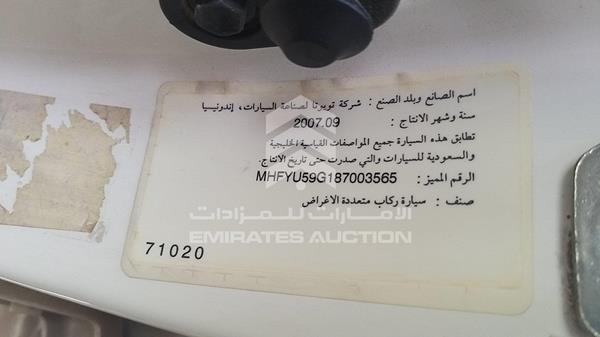 اسم الصانع وبلد الصنع : شركة تويوتا لصناعة السيارات ، إندونيسيا
سنة وشهر الانتاج : 2007.09
تطابق هذه السيارة جميع المواصفات القياسية الخليجية
والسعودية للسيارات والتي صدرت حتى تاريخ الانتاج.
الرقم المميز : MHFYU59G187003565
صنف : سيارة ركاب متعددة الاغراض
الإمارات للمزادات
EMIRATES AUCTION
71020